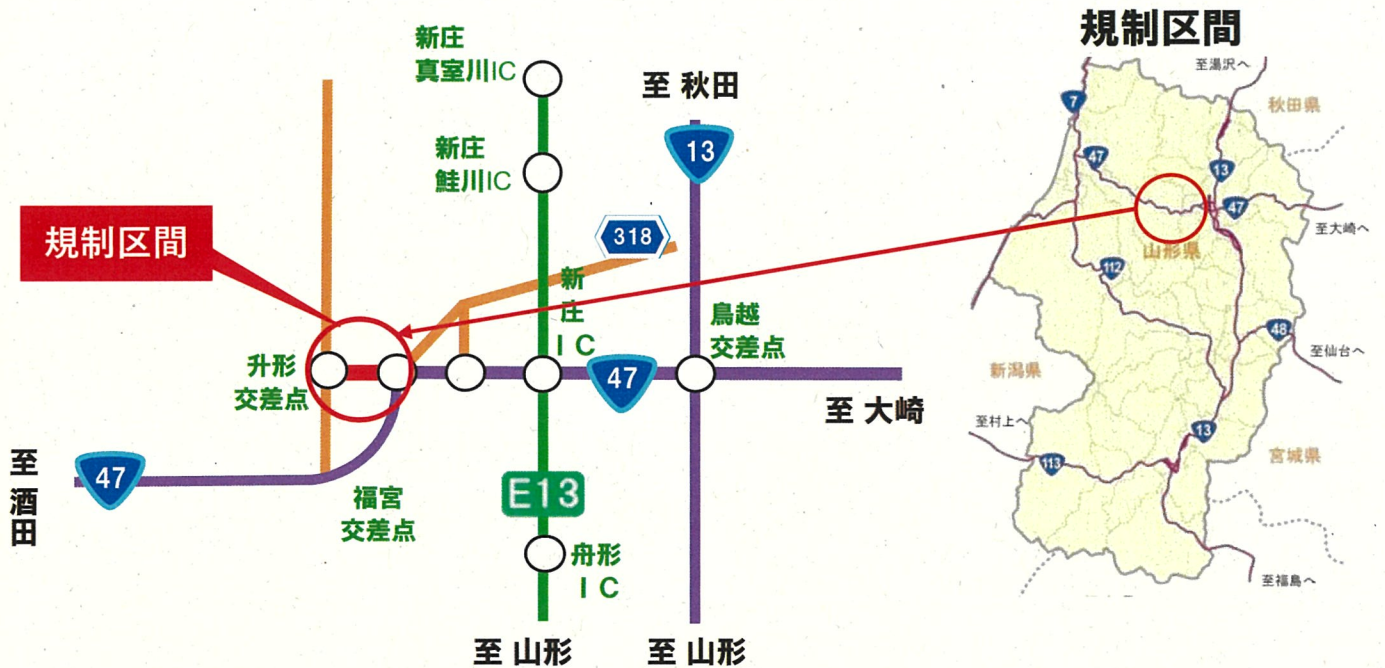 規制区間
新庄
真室川IC
至 秋田
新庄
鮭川IC
13
規制区間
318
新
庄
IC
鳥越
交差点
升形
交差点
47
至 大崎
至
酒田
47
福宮
交差点
E13
舟形
IC
至 山形
至 山形
至湯沢へ
7
秋田県
47
13
47
至大崎へ
山形県
112
48
至仙台へ
新潟県
至村上へ
13
113
宮城県
至福島へ